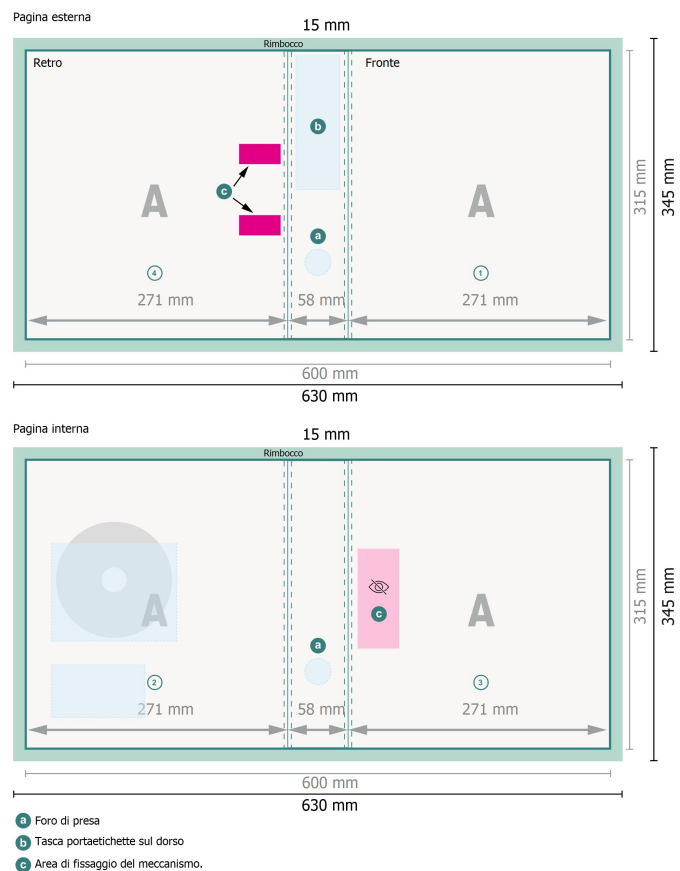 Pagina esterna
15 mm
Rimbocco
Retro
Fronte
b
c
A
A
a
4
1
271 mm
58 mm
271 mm
315 mm
345 mm
600 mm
630 mm
Pagina interna
15 mm
Rimbocco
c
A
A
a
2
3
271 mm
58 mm
271 mm
315 mm
345 mm
600 mm
630 mm
a Foro di presa
b Tasca portaetichette sul dorso
c Area di fissaggio del meccanismo.